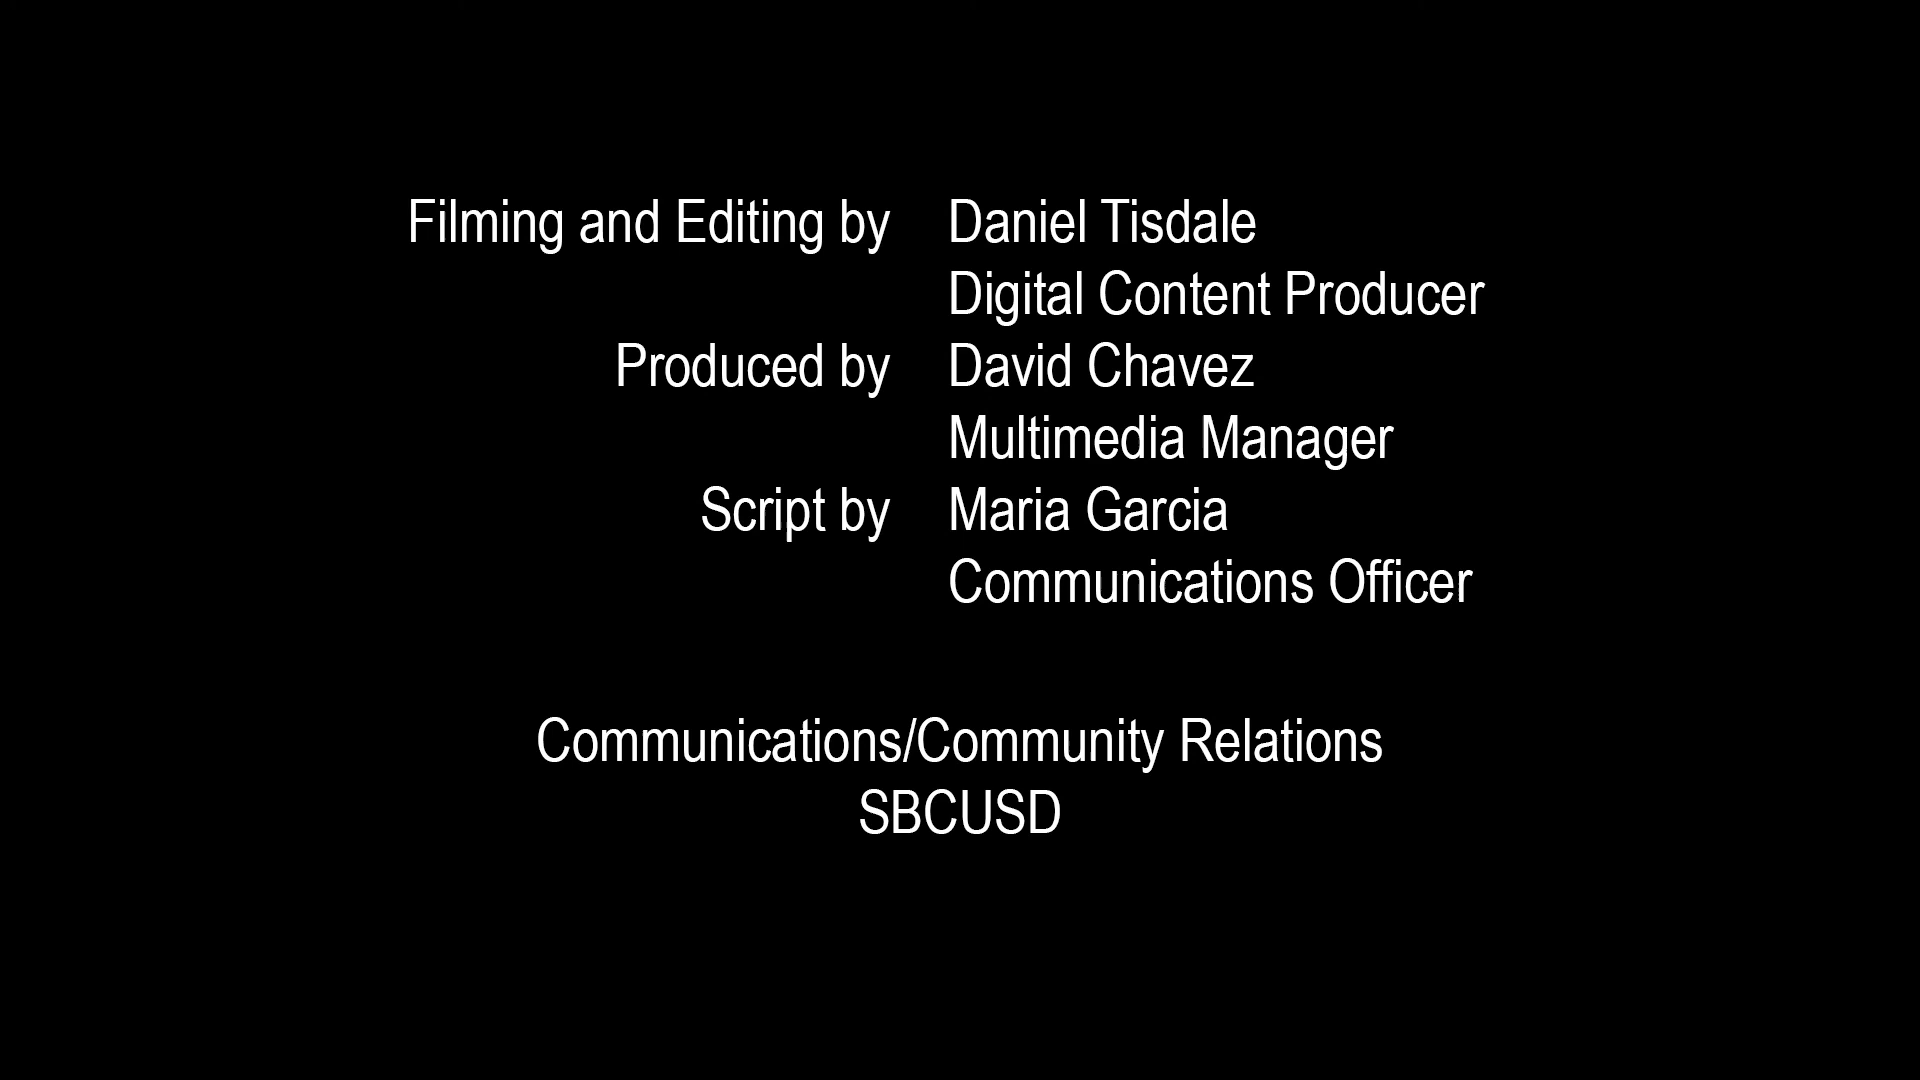 Filming and Editing by Daniel Tisdale
Digital Content Producer
Produced by David Chavez
Multimedia Manager
Script by Maria Garcia
Communications Officer
Communications/Community Relations
SBCUSD